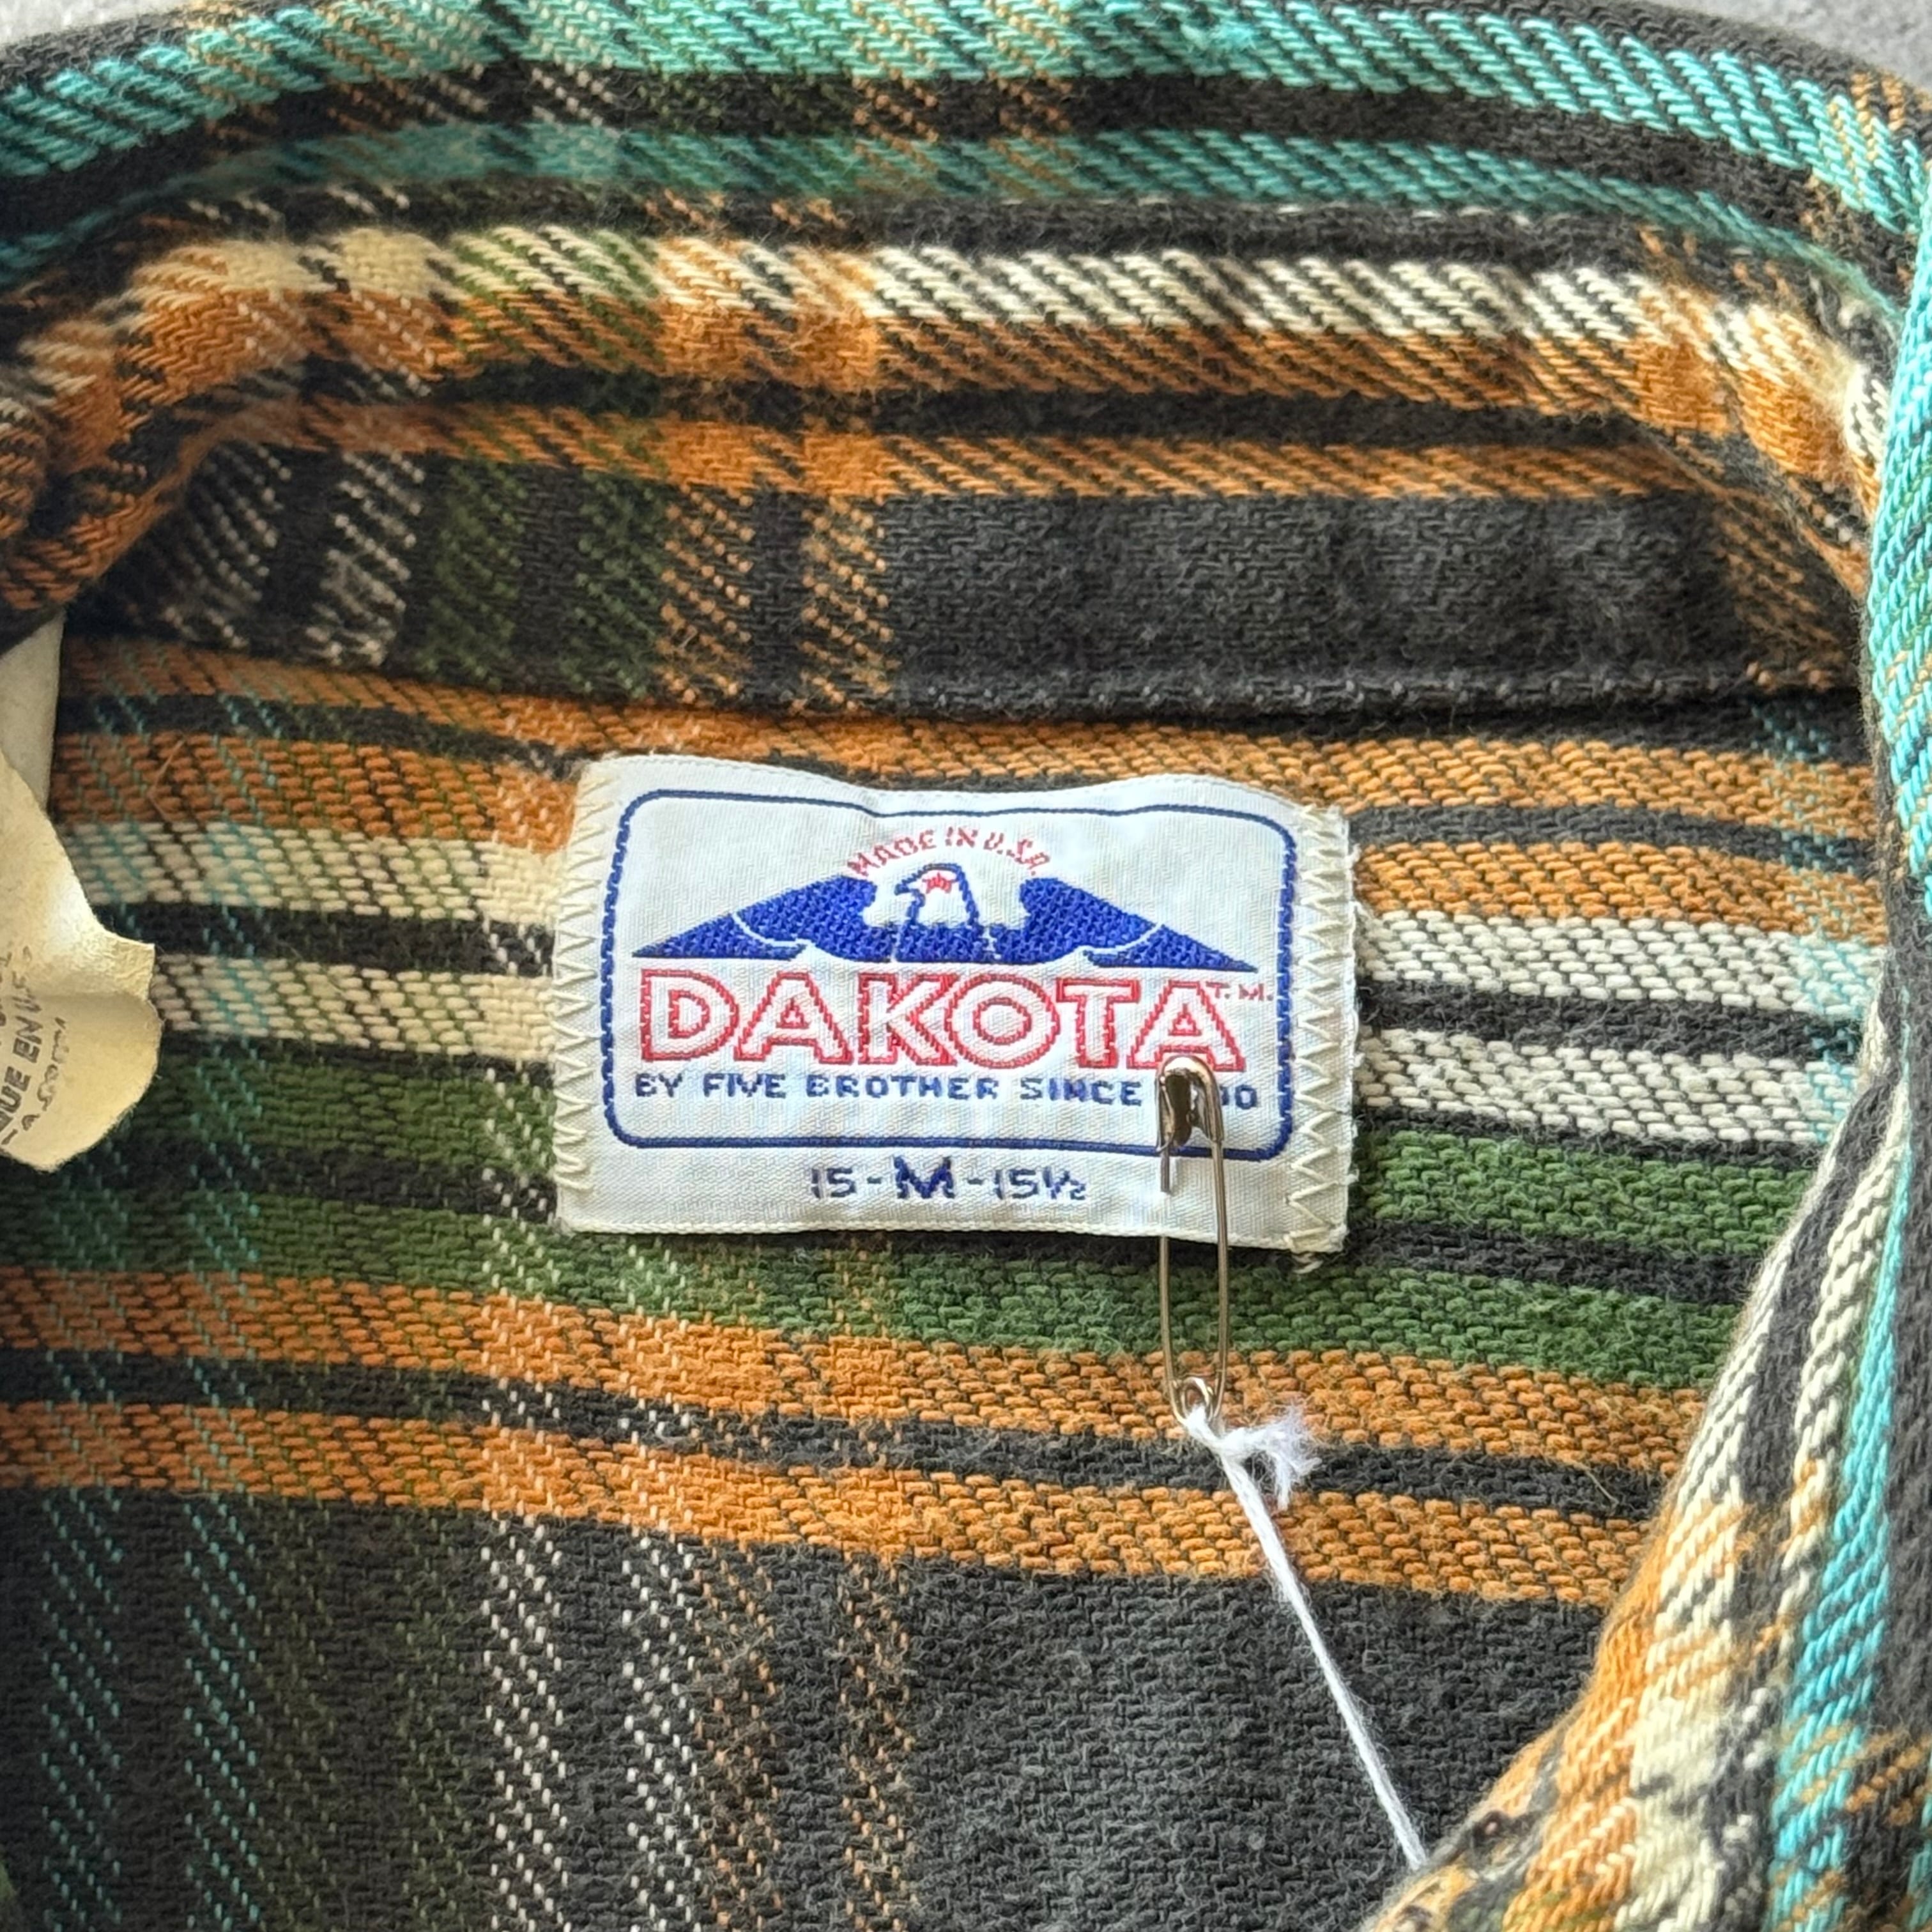 MADE IN U.S.A.
DAKOTA T.M.
BY FIVE BROTHER SINCE
15-M-15½